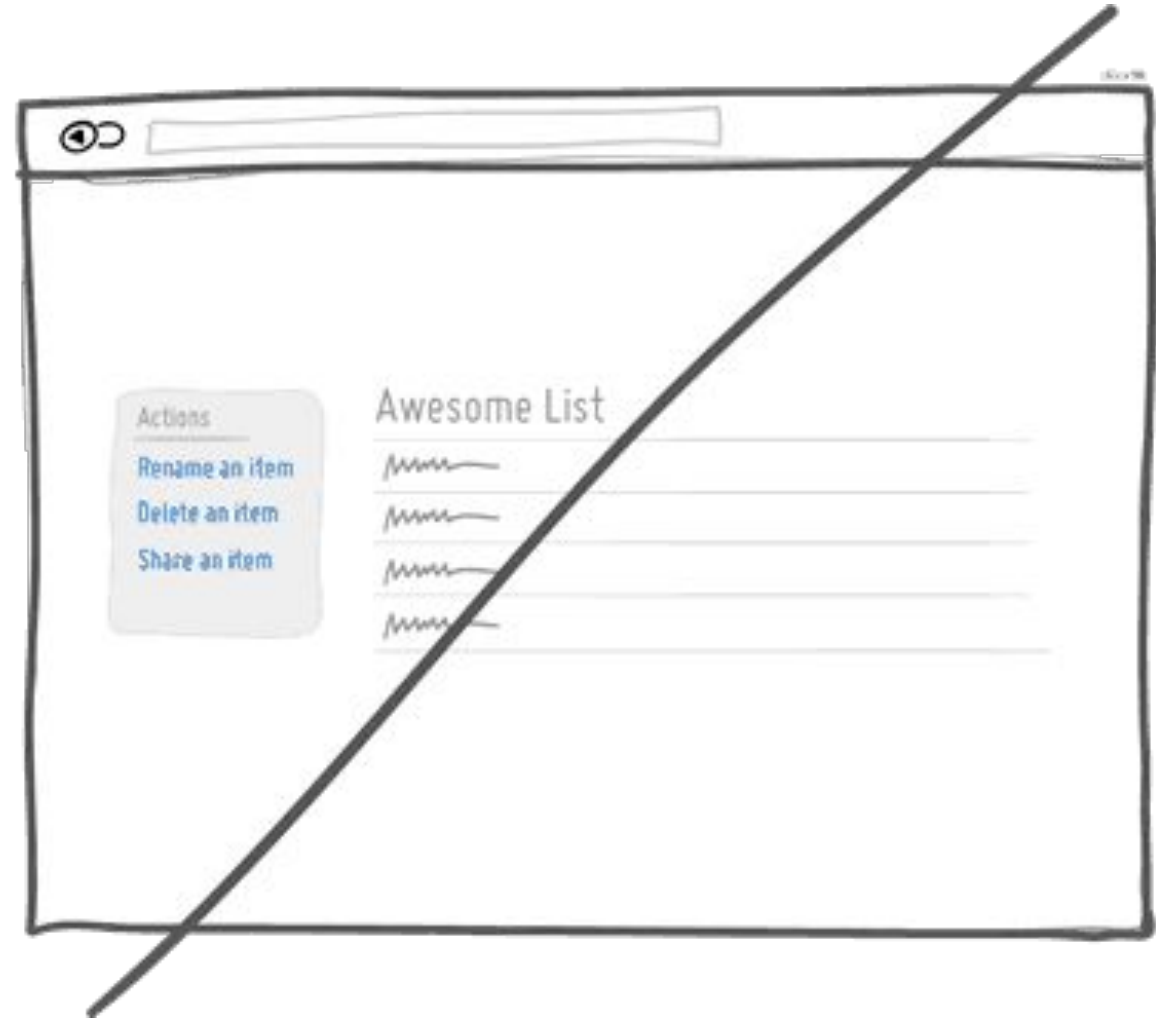 Actions
Rename an item
Delete an item
Share an item
Awesome List